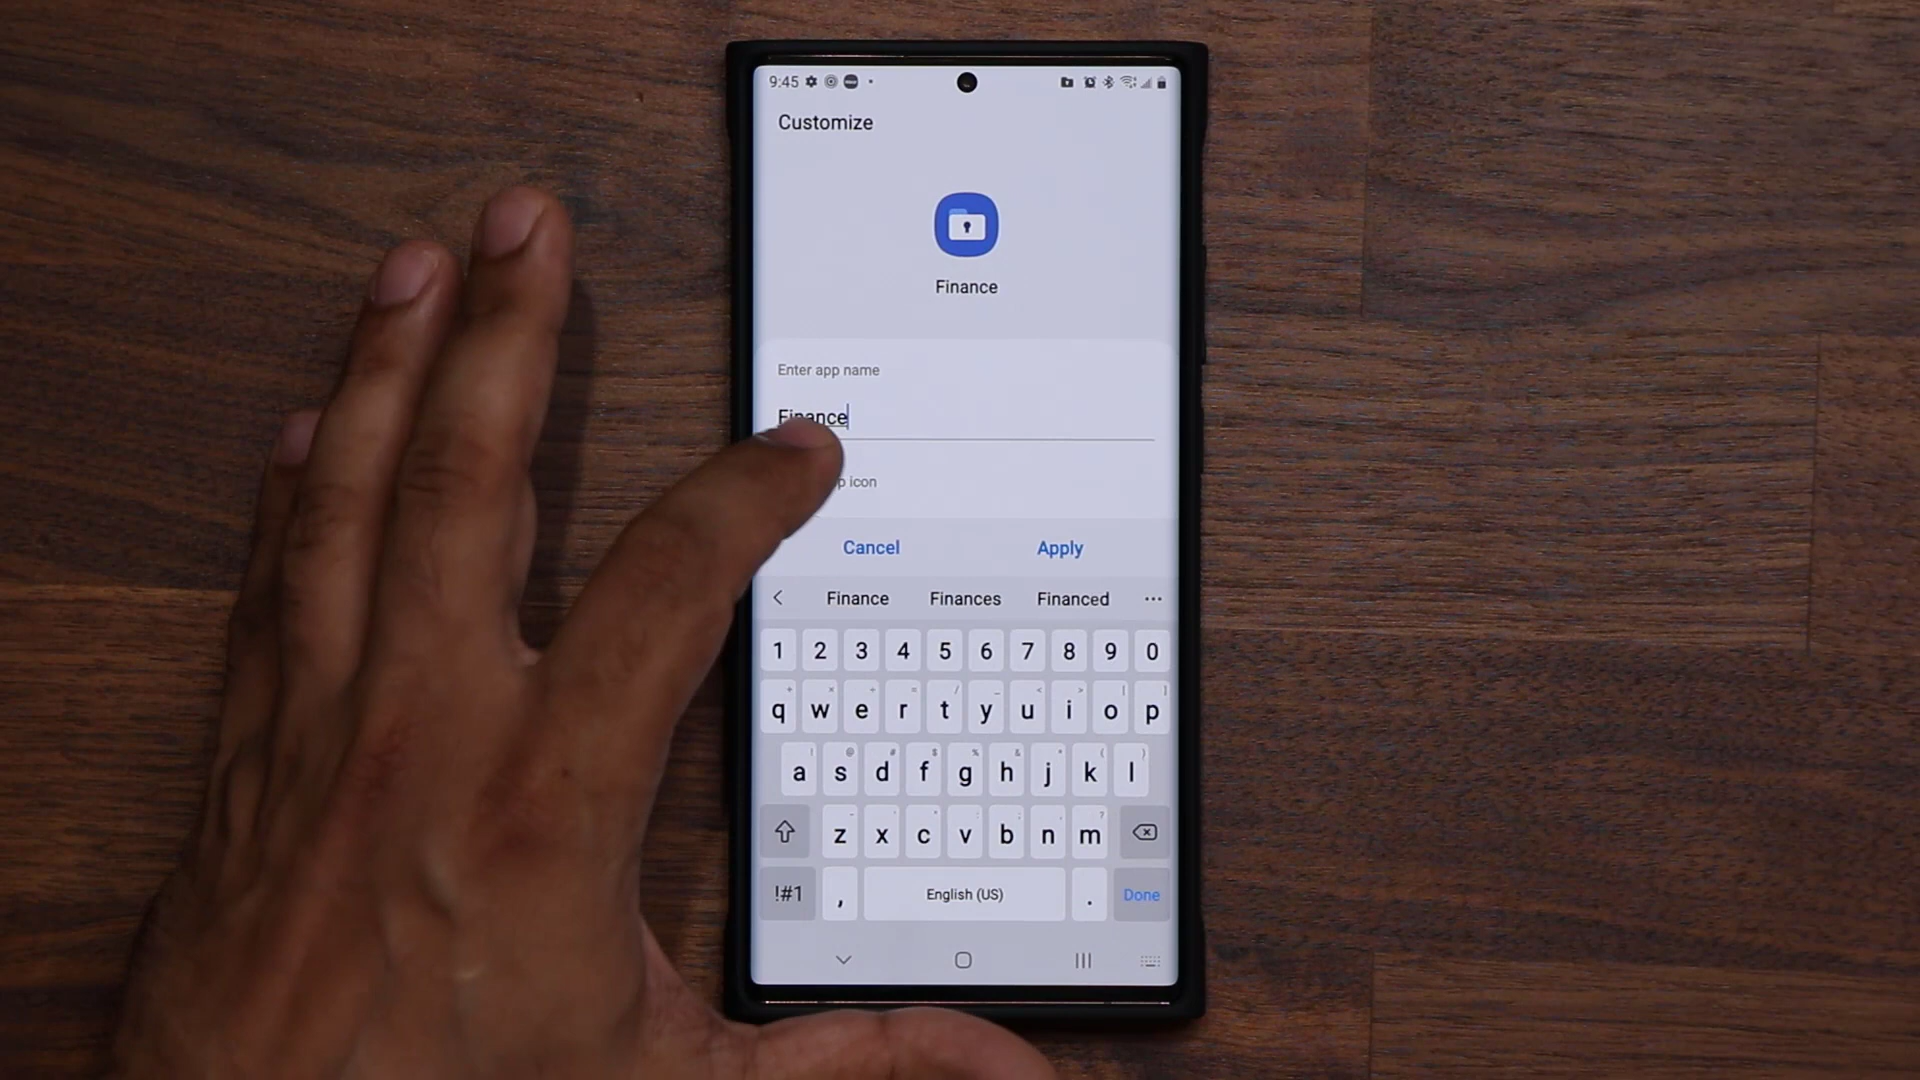 9:45
Customize
Finance
Enter app name
Finance
icon
Cancel Apply
Finance Finances Financed
1 2 3 4 5 6 7 8 9 0
q w e r t y u i o p
a s d f g h j k l
z x c v b n m
!#1 , English (US) . Done